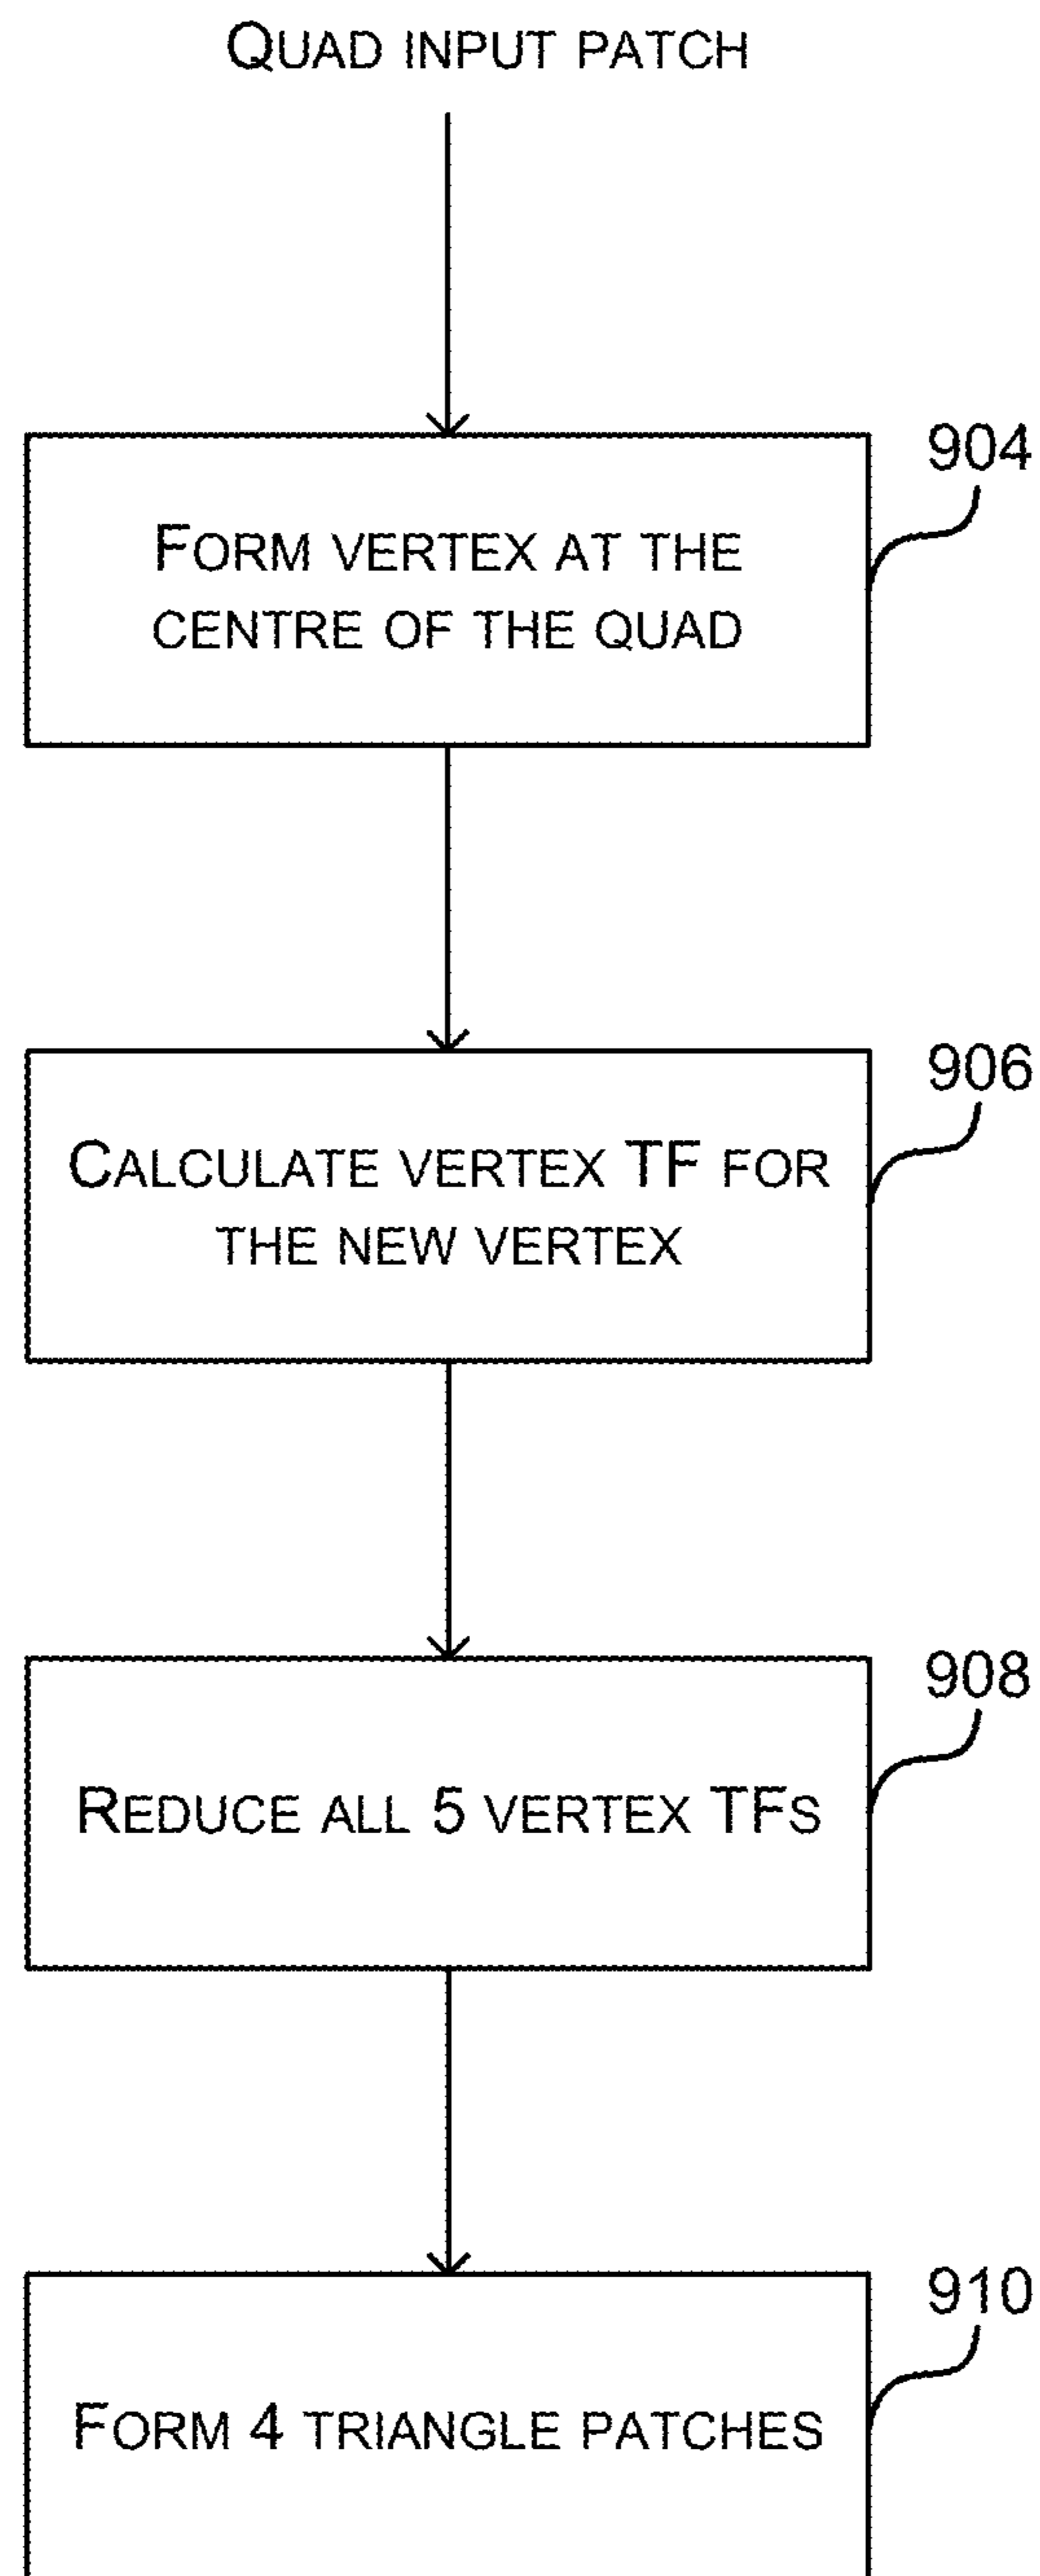 QUAD INPUT PATCH
904
FORM VERTEX AT THE
CENTRE OF THE QUAD
906
CALCULATE VERTEX TF FOR
THE NEW VERTEX
908
REDUCE ALL 5 VERTEX TFS
910
FORM 4 TRIANGLE PATCHES